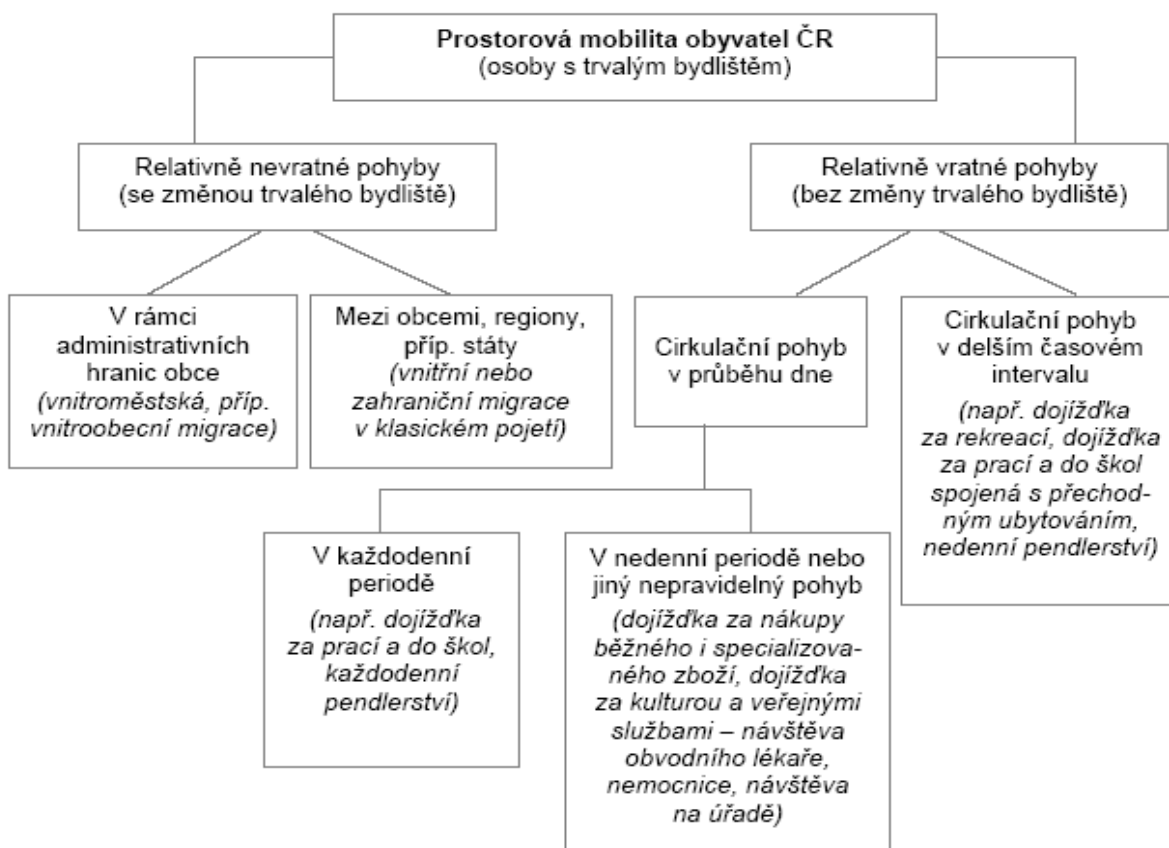 Prostorová mobilita obyvatel ČR
(osoby s trvalým bydlištěm)
Relativně nevratné pohyby
(se změnou trvalého bydliště)
Relativně vratné pohyby
(bez změny trvalého bydliště)
V rámci
administrativních
hranic obce
(vnitroměstská, příp.
vnitroobecní migrace)
Mezi obcemi, regiony,
příp. státy
(vnitřní nebo
zahraniční migrace
v klasickém pojetí)
Cirkulační pohyb
v průběhu dne
Cirkulační pohyb
v delším časovém
intervalu
(např. dojížďka
za rekreací, dojížďka
za prací a do škol
spojená s přechod-
ným ubytováním,
nedenní pendlerství)
V každodenní
periodě
(např. dojížďka
za prací a do škol,
každodenní
pendlerství)
V nedenní periodě nebo
jiný nepravidelný pohyb
(dojížďka za nákupy
běžného i specializova-
ného zboží, dojížďka
za kulturou a veřejnými
službami – návštěva
obvodního lékaře,
nemocnice, návštěva
na úřadě)